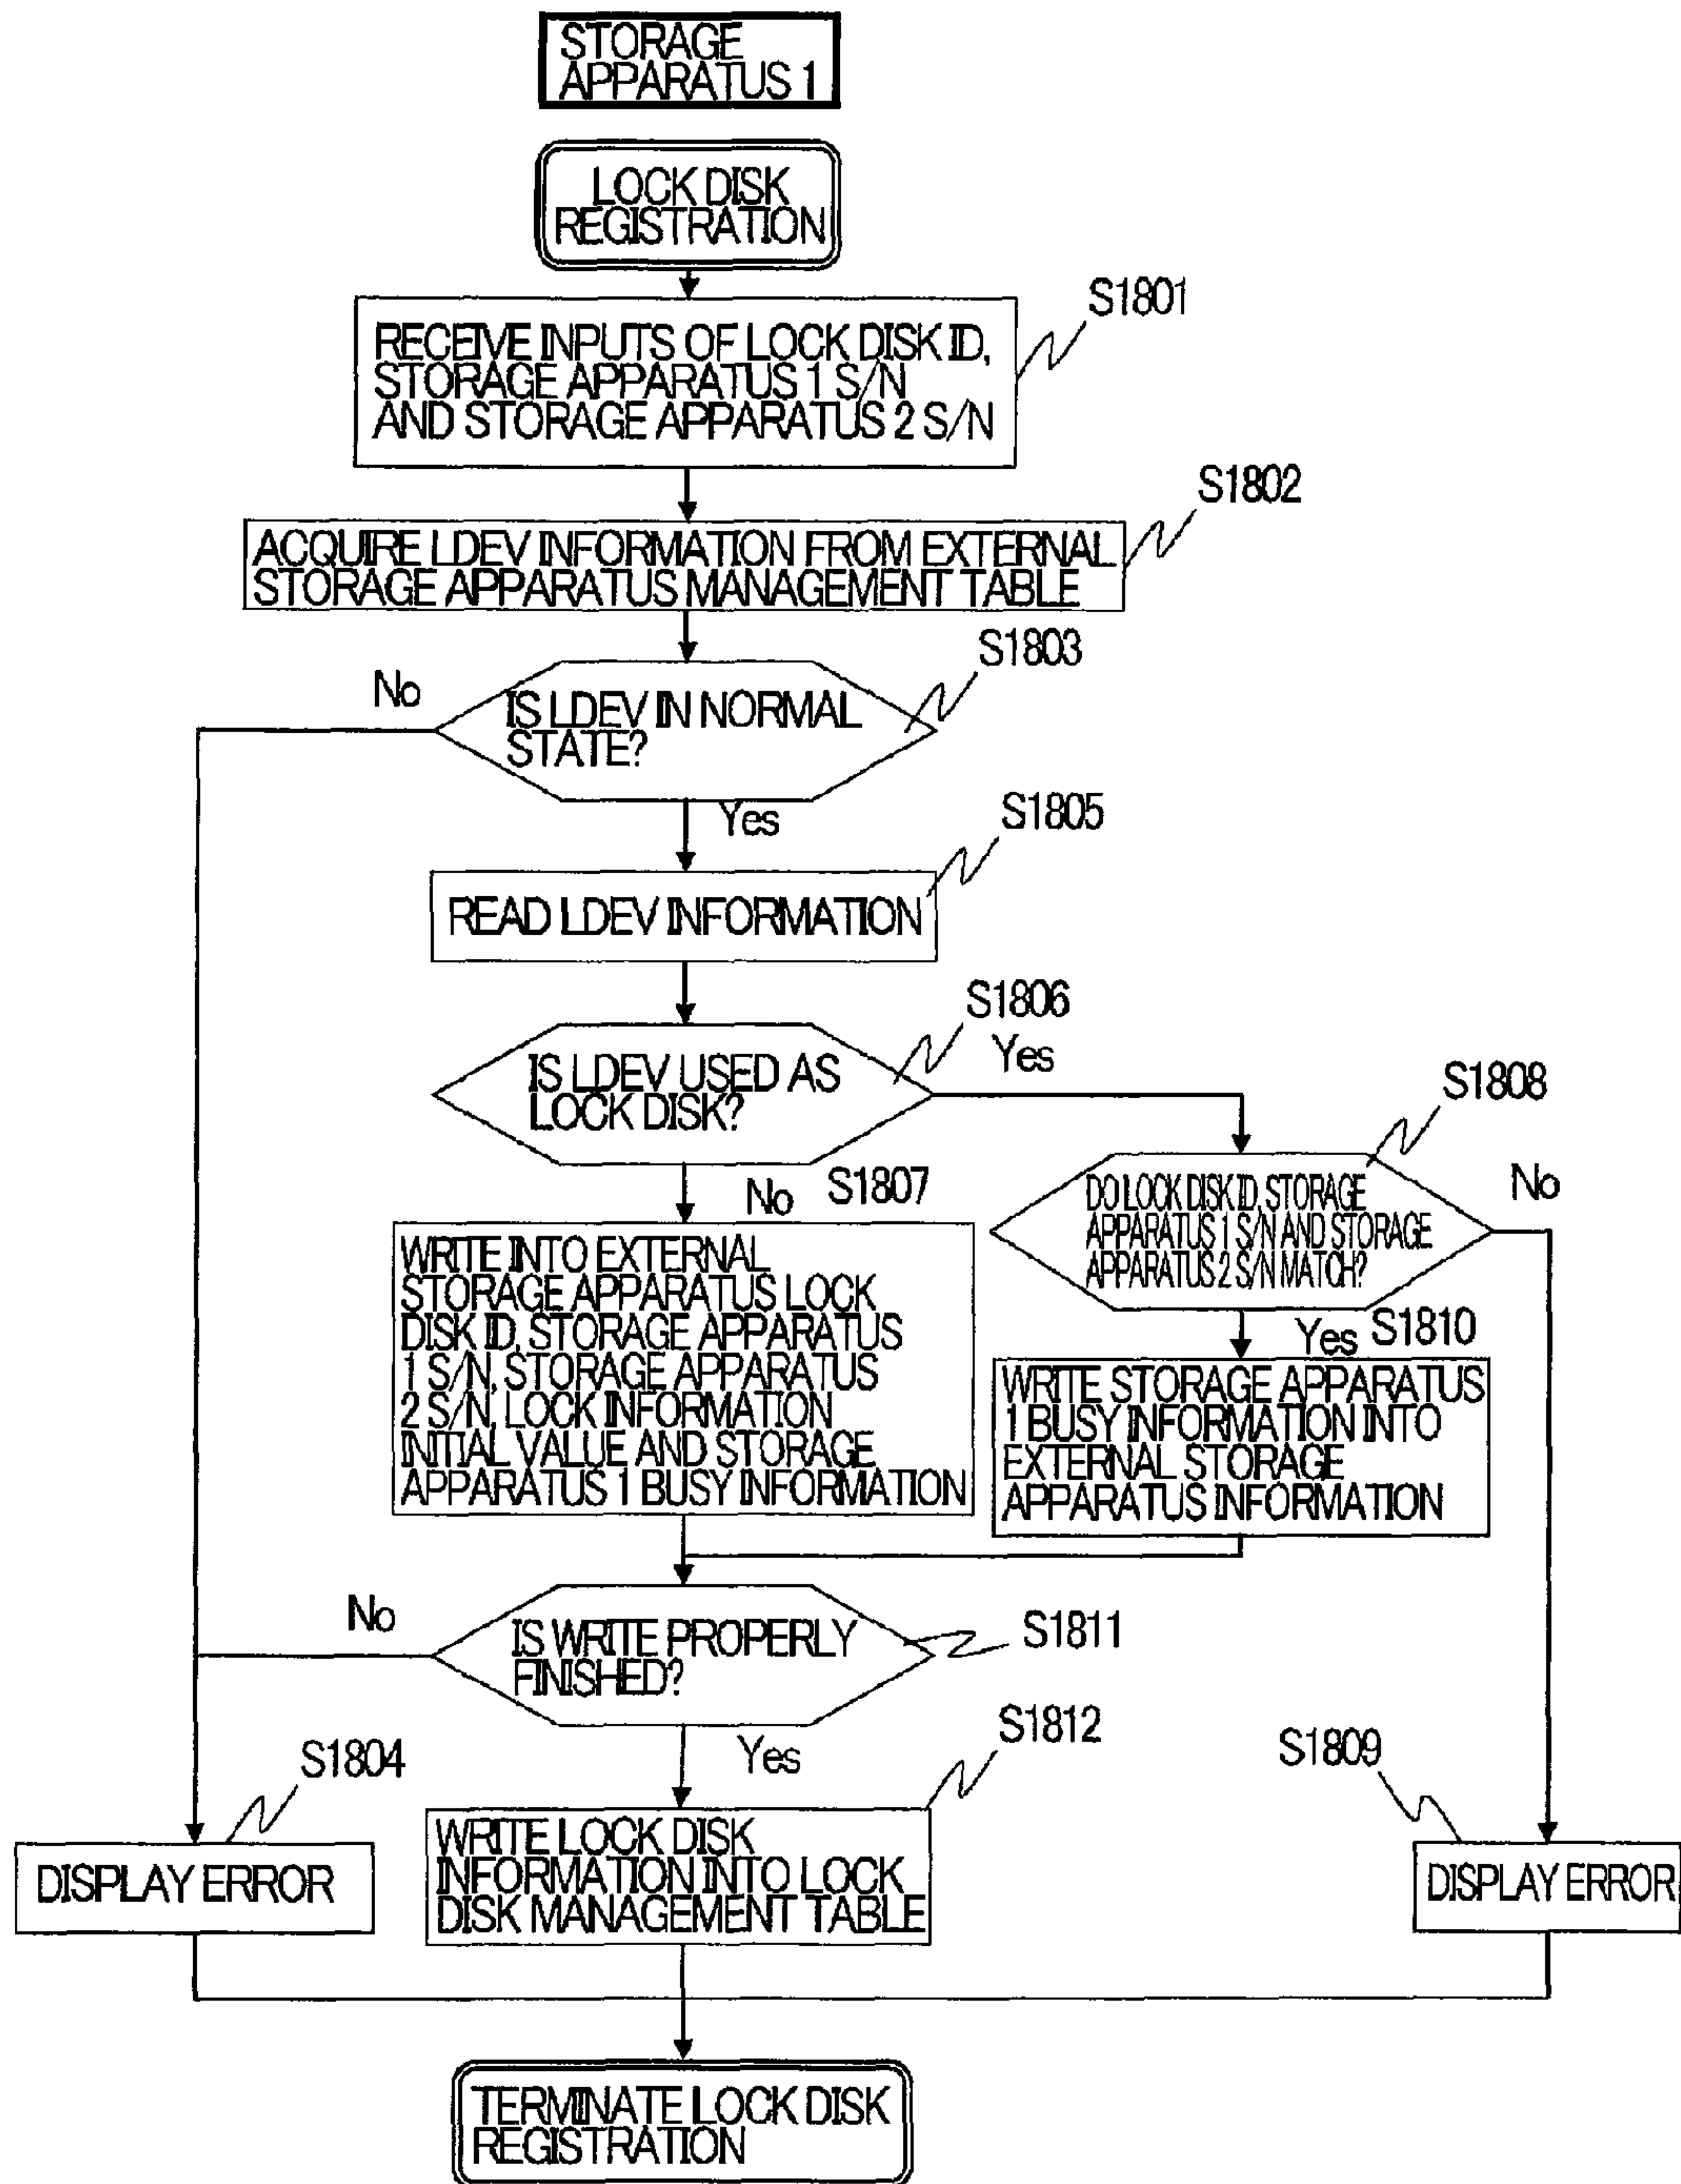 STORAGE
APPARATUS 1
LOCK DISK
REGISTRATION
S1801
RECEIVE INPUTS OF LOCK DISK ID,
STORAGE APPARATUS 1 S/N
AND STORAGE APPARATUS 2 S/N
S1802
ACQUIRE LDEV INFORMATION FROM EXTERNAL
STORAGE APPARATUS MANAGEMENT TABLE
S1803
No
IS LDEV IN NORMAL
STATE?
Yes
S1805
READ LDEV INFORMATION
S1806
Yes
IS LDEV USED AS
LOCK DISK?
S1808
No
S1807
DO LOCK DISK ID, STORAGE
APPARATUS 1 S/N AND STORAGE
APPARATUS 2 S/N MATCH?
No
WRITE INTO EXTERNAL
STORAGE APPARATUS LOCK
DISK ID, STORAGE APPARATUS
1 S/N, STORAGE APPARATUS
2 S/N, LOCK INFORMATION
INITIAL VALUE AND STORAGE
APPARATUS 1 BUSY INFORMATION
Yes
S1810
WRITE STORAGE APPARATUS
1 BUSY INFORMATION INTO
EXTERNAL STORAGE
APPARATUS INFORMATION
No
IS WRITE PROPERLY
FINISHED?
S1811
Yes
S1812
S1804
S1809
DISPLAY ERROR
WRITE LOCK DISK
INFORMATION INTO LOCK
DISK MANAGEMENT TABLE
DISPLAY ERROR
TERMINATE LOCK DISK
REGISTRATION